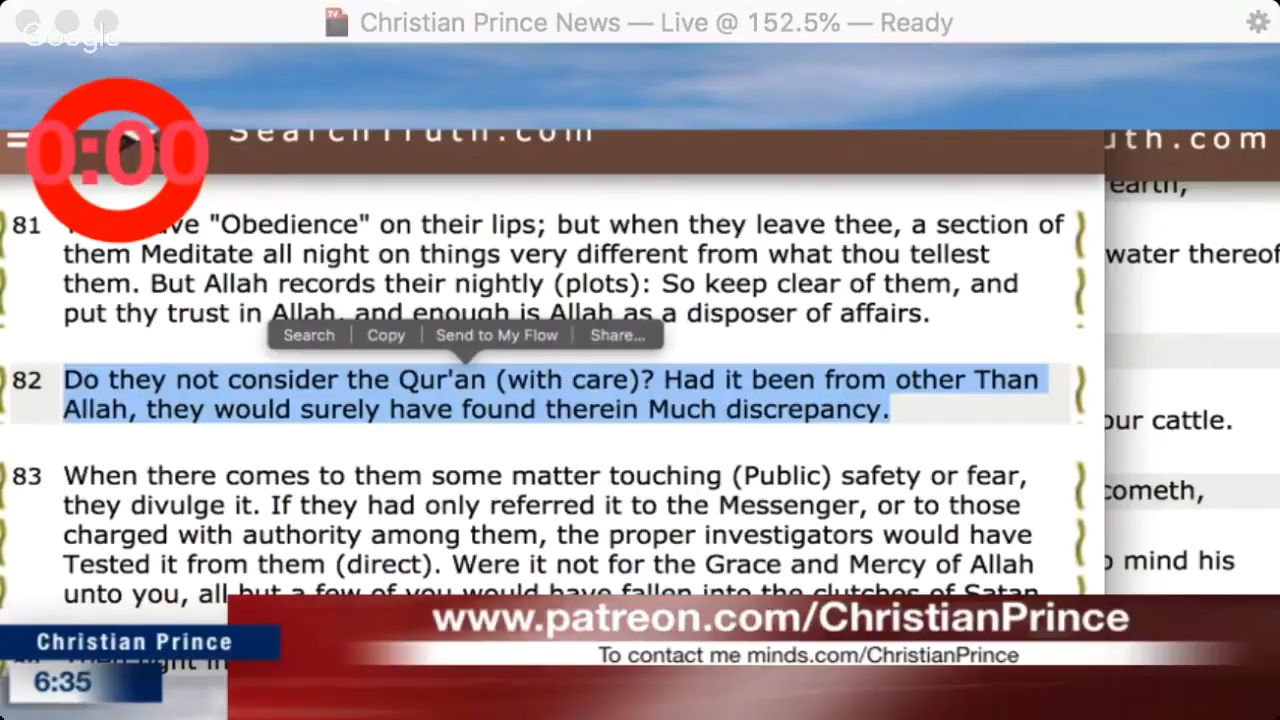 Christian Prince News — Live @ 152.5% — Ready
Google
0:00
SearchTruth.com
uth.com
earth,
81 ve "Obedience" on their lips; but when they leave thee, a section of
them Meditate all night on things very different from what thou tellest
water thereof
them. But Allah records their nightly (plots): So keep clear of them, and
put thy trust in Allah, and enough is Allah as a disposer of affairs.
Search Copy Send to My Flow Share...
82 Do they not consider the Qur'an (with care)? Had it been from other Than
Allah, they would surely have found therein Much discrepancy.
our cattle.
83 When there comes to them some matter touching (Public) safety or fear,
cometh,
they divulge it. If they had only referred it to the Messenger, or to those
charged with authority among them, the proper investigators would have
Tested it from them (direct). Were it not for the Grace and Mercy of Allah
o mind his
unto you, all but a few of you would have fallen into the clutches of Satan
www.patreon.com/ChristianPrince
Christian Prince
To contact me minds.com/ChristianPrince
6:35